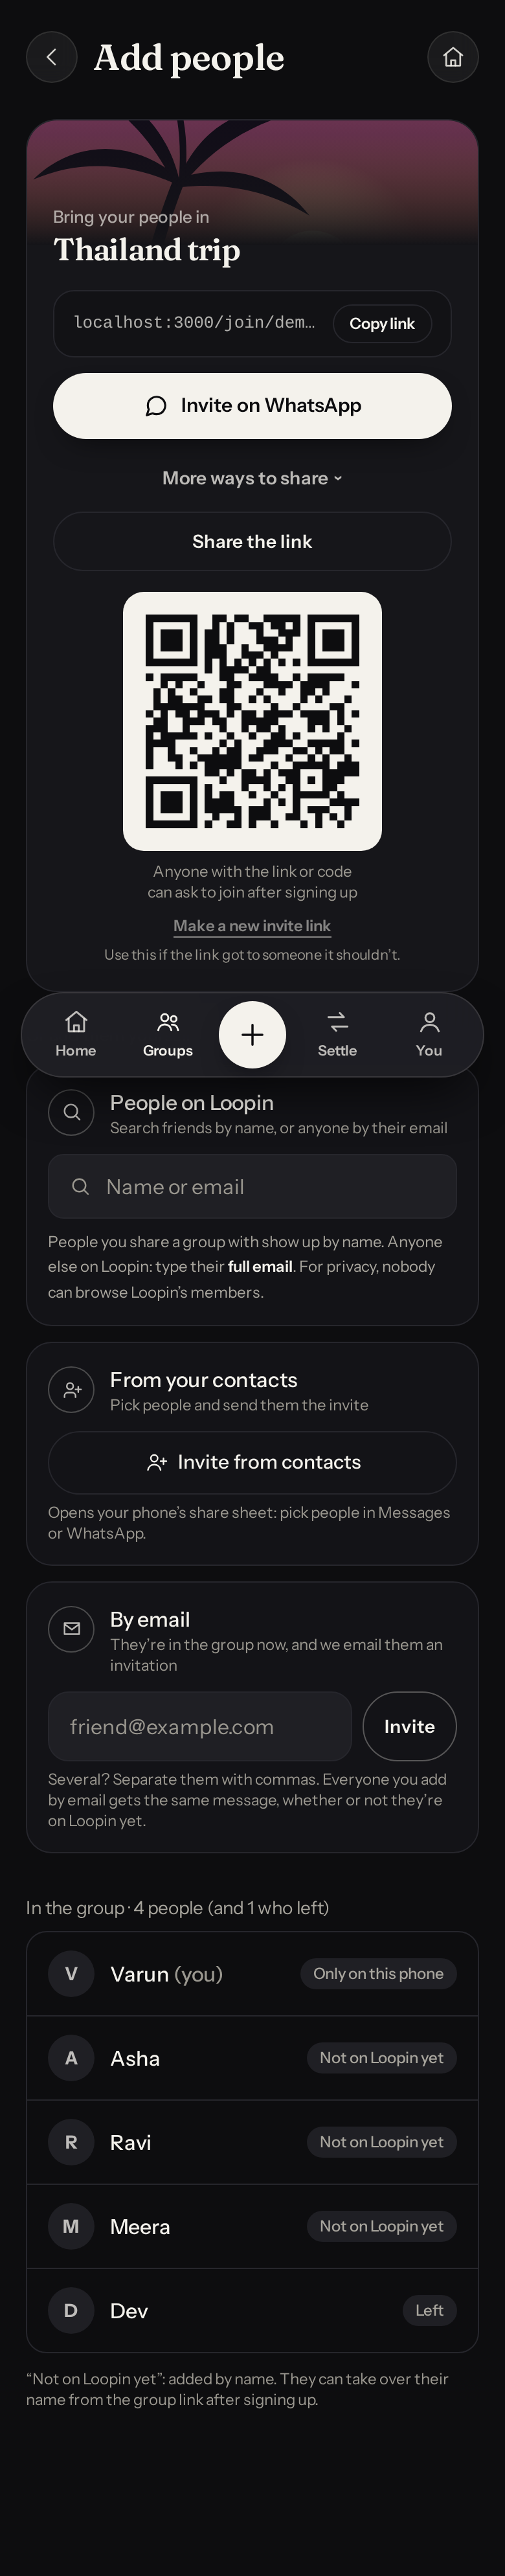 Add people
Bring your people in
Thailand trip
localhost:3000/join/dem…
Copy link
Invite on WhatsApp
More ways to share
Share the link
Anyone with the link or code
can ask to join after signing up
Make a new invite link
Use this if the link got to someone it shouldn’t.
Home
Groups
Settle
You
People on Loopin
Search friends by name, or anyone by their email
Name or email
People you share a group with show up by name. Anyone
else on Loopin: type their full email. For privacy, nobody
can browse Loopin’s members.
From your contacts
Pick people and send them the invite
Invite from contacts
Opens your phone’s share sheet: pick people in Messages
or WhatsApp.
By email
They’re in the group now, and we email them an
invitation
friend@example.com
Invite
Several? Separate them with commas. Everyone you add
by email gets the same message, whether or not they’re
on Loopin yet.
In the group · 4 people (and 1 who left)
V
Varun (you)
Only on this phone
A
Asha
Not on Loopin yet
R
Ravi
Not on Loopin yet
M
Meera
Not on Loopin yet
D
Dev
Left
“Not on Loopin yet”: added by name. They can take over their
name from the group link after signing up.